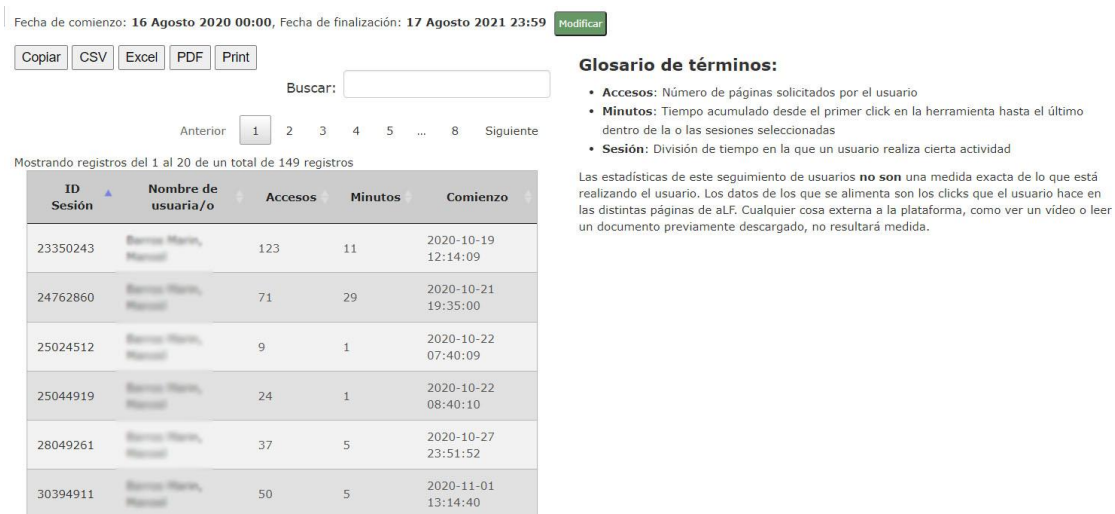 Fecha de comienzo: 16 Agosto 2020 00:00, Fecha de finalización: 17 Agosto 2021 23:59 Modificar
Copiar CSV Excel PDF Print
Buscar:
Anterior 1 2 3 4 5 ... 8 Siguiente
Mostrando registros del 1 al 20 de un total de 149 registros
ID Sesión Nombre de usuaria/o Accesos Minutos Comienzo
23350243 123 11 2020-10-19 12:14:09
24762860 71 29 2020-10-21 19:35:00
25024512 9 1 2020-10-22 07:40:09
25044919 24 1 2020-10-22 08:40:10
28049261 37 5 2020-10-27 23:51:52
30394911 50 5 2020-11-01 13:14:40
Glosario de términos:
• Accesos: Número de páginas solicitados por el usuario
• Minutos: Tiempo acumulado desde el primer click en la herramienta hasta el último
dentro de la o las sesiones seleccionadas
• Sesión: División de tiempo en la que un usuario realiza cierta actividad
Las estadísticas de este seguimiento de usuarios no son una medida exacta de lo que está
realizando el usuario. Los datos de los que se alimenta son los clicks que el usuario hace en
las distintas páginas de aLF. Cualquier cosa externa a la plataforma, como ver un vídeo o leer
un documento previamente descargado, no resultará medida.